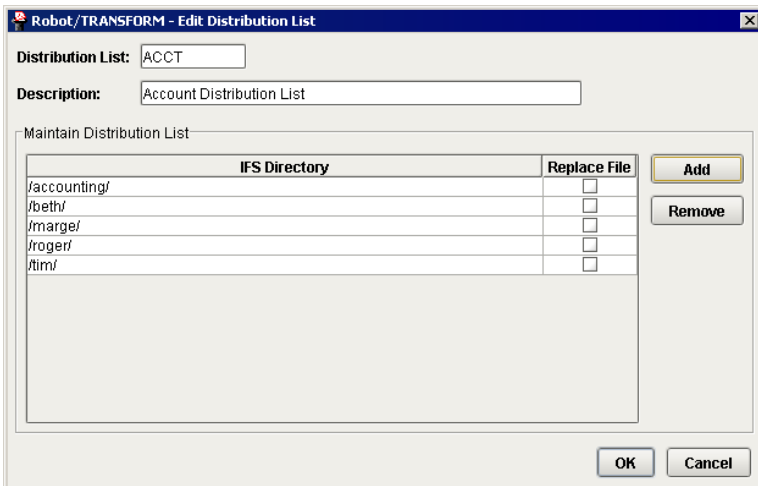 Robot/TRANSFORM - Edit Distribution List
Distribution List: ACCT
Description: Account Distribution List
Maintain Distribution List
IFS Directory Replace File
/accounting/
/beth/
/marge/
/roger/
/tim/
Add
Remove
OK Cancel